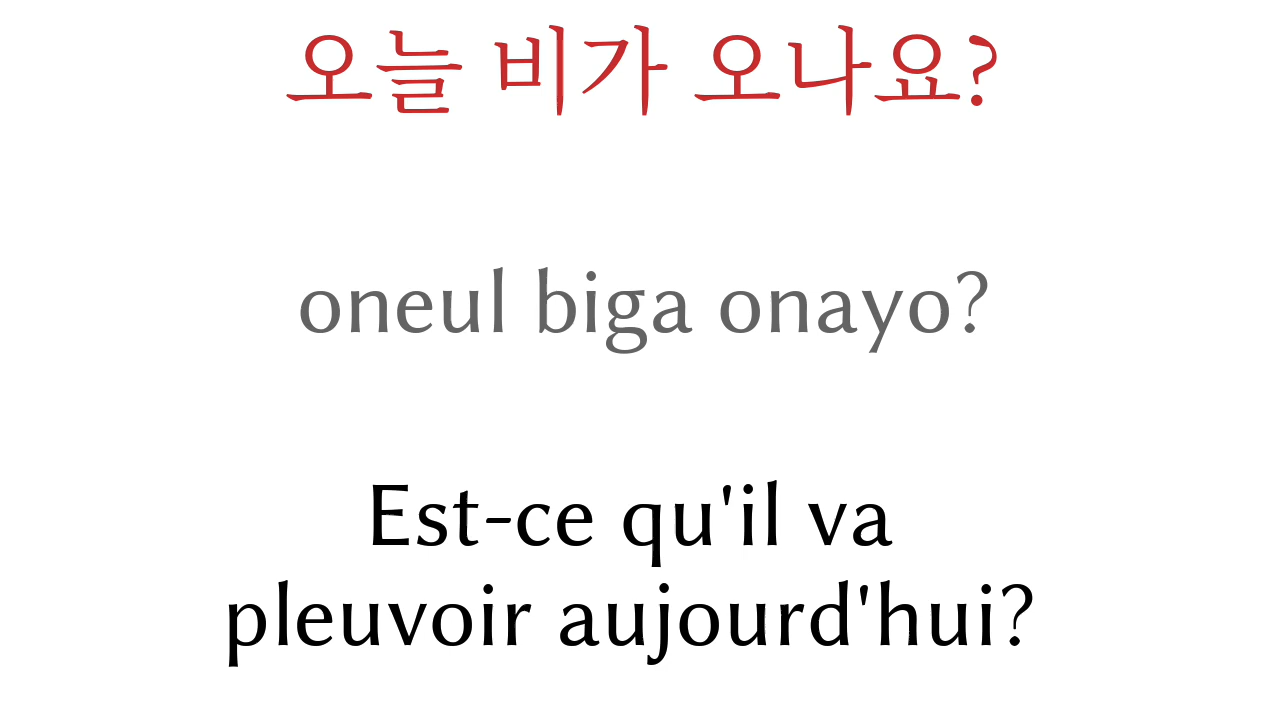 오늘 비가 오나요?
oneul biga onayo?
Est-ce qu'il va
pleuvoir aujourd'hui?